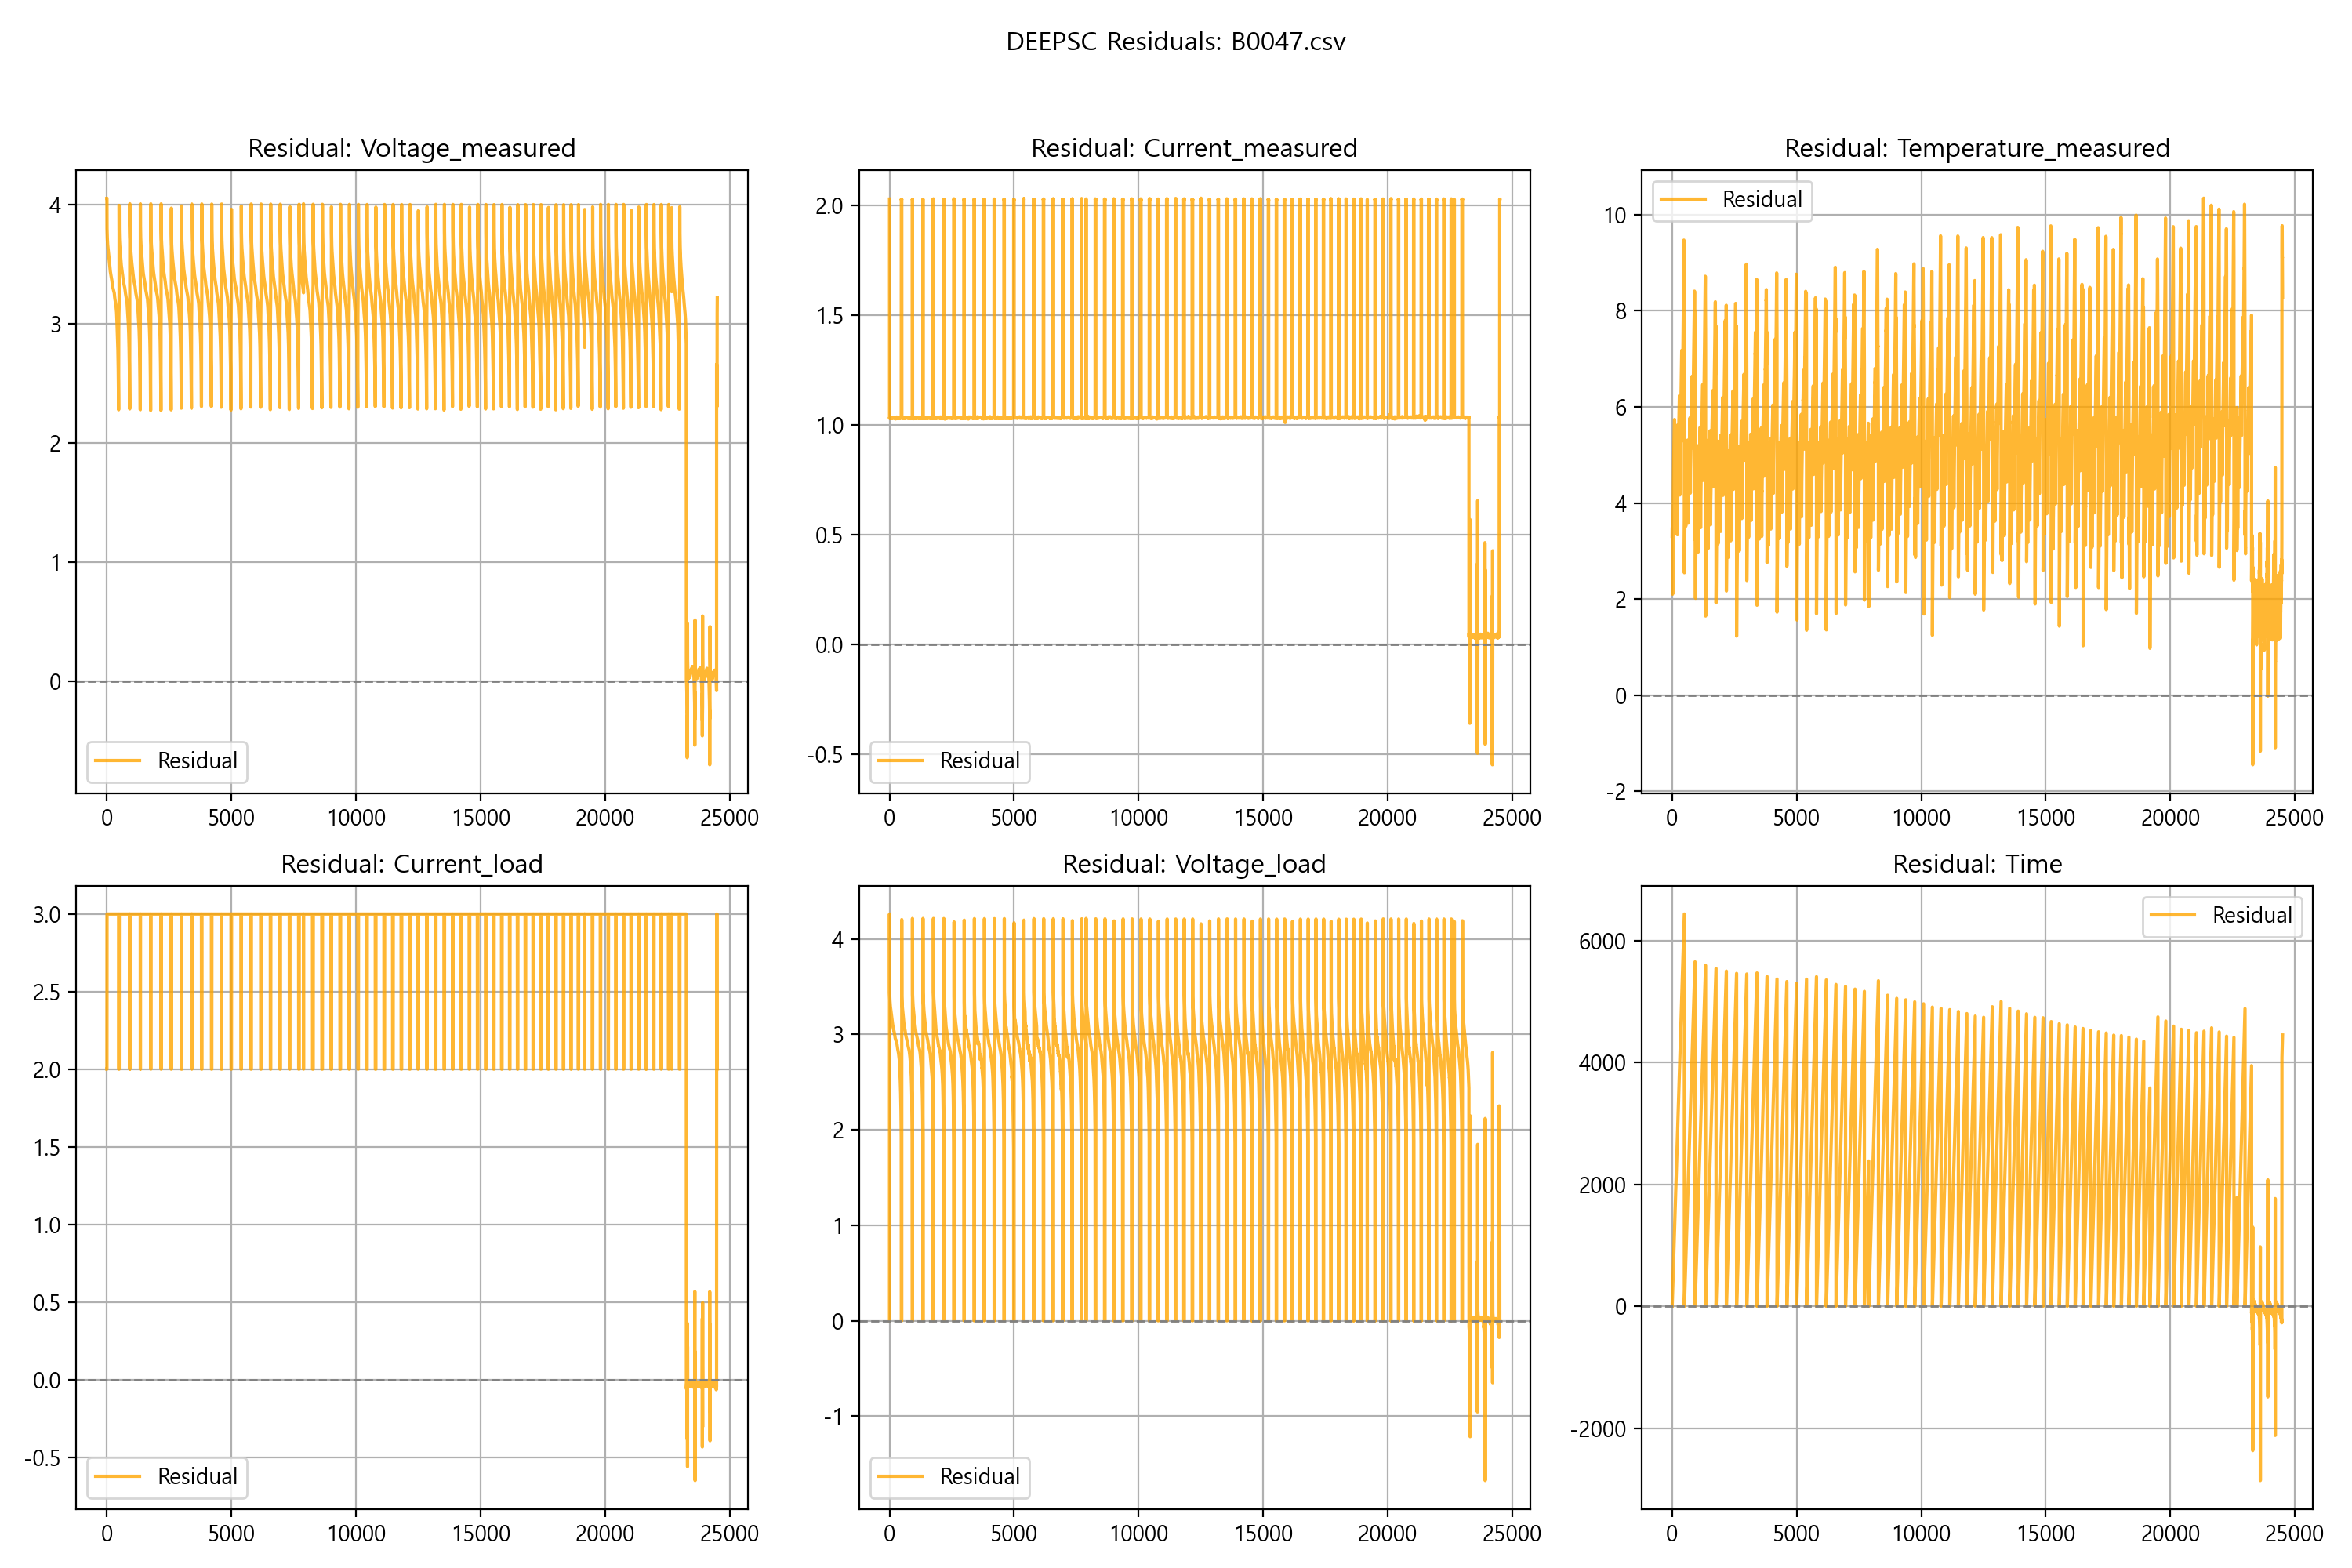 DEEPSC Residuals: B0047.csv
Residual: Voltage_measured
4
3
2
1
0
Residual
0 5000 10000 15000 20000 25000
Residual: Current_measured
2.0
1.5
1.0
0.5
0.0
-0.5
Residual
0 5000 10000 15000 20000 25000
Residual: Temperature_measured
Residual
10
8
6
4
2
0
-2
0 5000 10000 15000 20000 25000
Residual: Current_load
3.0
2.5
2.0
1.5
1.0
0.5
0.0
-0.5
Residual
0 5000 10000 15000 20000 25000
Residual: Voltage_load
4
3
2
1
0
-1
Residual
0 5000 10000 15000 20000 25000
Residual: Time
Residual
6000
4000
2000
0
-2000
0 5000 10000 15000 20000 25000